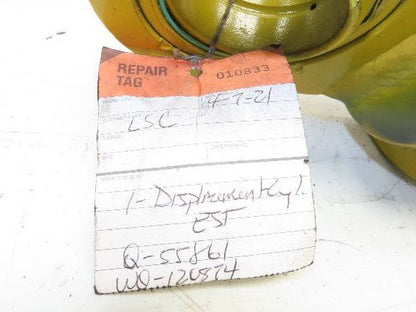 REPAIR
TAG
010833
LSC 4-7-21
1-Displacement Cyl.
EST
Q-55861
WO-120874